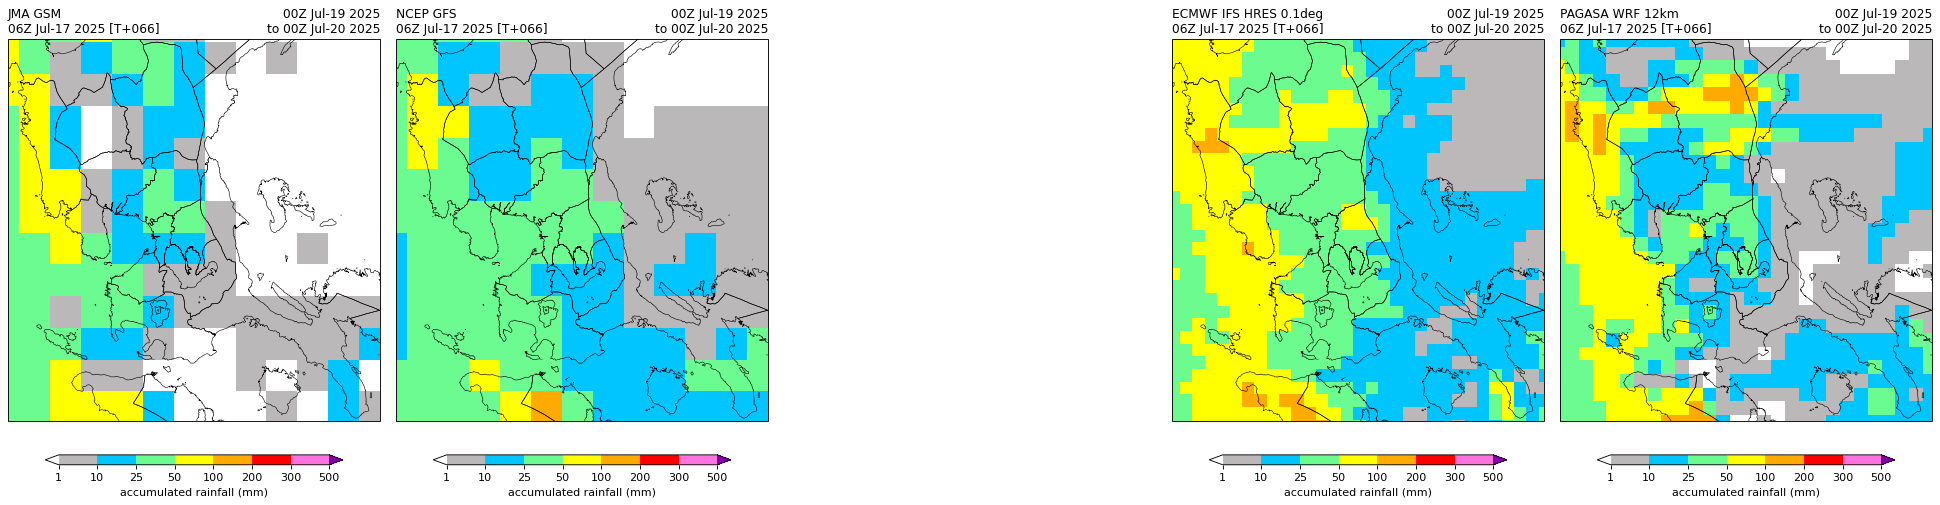 JMA GSM 00Z Jul-19 2025
06Z Jul-17 2025 [T+066] to 00Z Jul-20 2025
1 10 25 50 100 200 300 500
accumulated rainfall (mm)
NCEP GFS 00Z Jul-19 2025
06Z Jul-17 2025 [T+066] to 00Z Jul-20 2025
1 10 25 50 100 200 300 500
accumulated rainfall (mm)
ECMWF IFS HRES 0.1deg 00Z Jul-19 2025
06Z Jul-17 2025 [T+066] to 00Z Jul-20 2025
1 10 25 50 100 200 300 500
accumulated rainfall (mm)
PAGASA WRF 12km 00Z Jul-19 2025
06Z Jul-17 2025 [T+066] to 00Z Jul-20 2025
1 10 25 50 100 200 300 500
accumulated rainfall (mm)